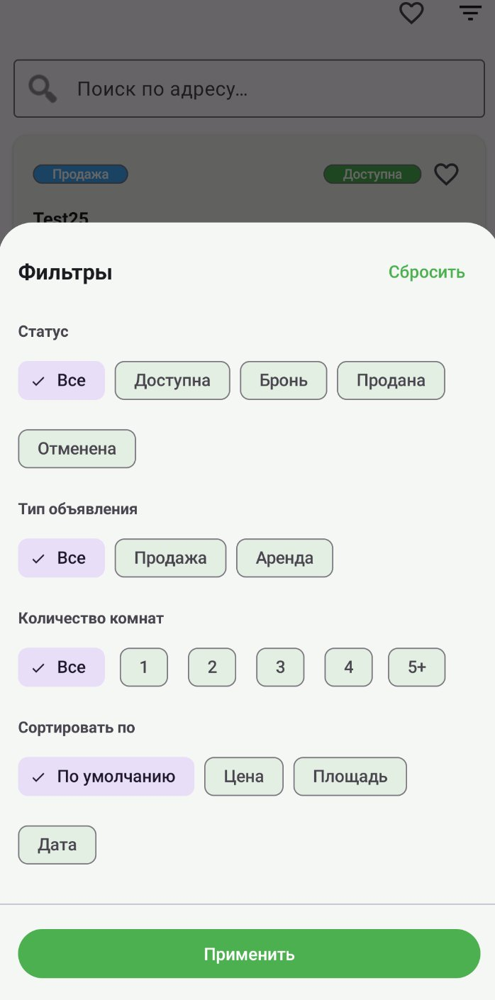 Поиск по адресу...
Продажа Доступна
Test25
Фильтры Сбросить
Статус
Все Доступна Бронь Продана
Отменена
Тип объявления
Все Продажа Аренда
Количество комнат
Все 1 2 3 4 5+
Сортировать по
По умолчанию Цена Площадь
Дата
Применить